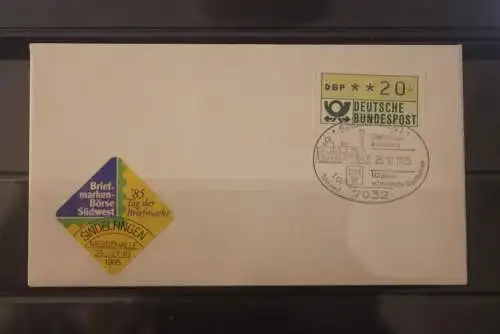 DBP **20*
DEUTSCHE
BUNDESPOST
25.10.1985
7032
Brief-
marken-
Börse
Südwest
'85
Tag der
Briefmarke
SINDELFINGEN
MESSEHALLE
25.-27.10.
1985